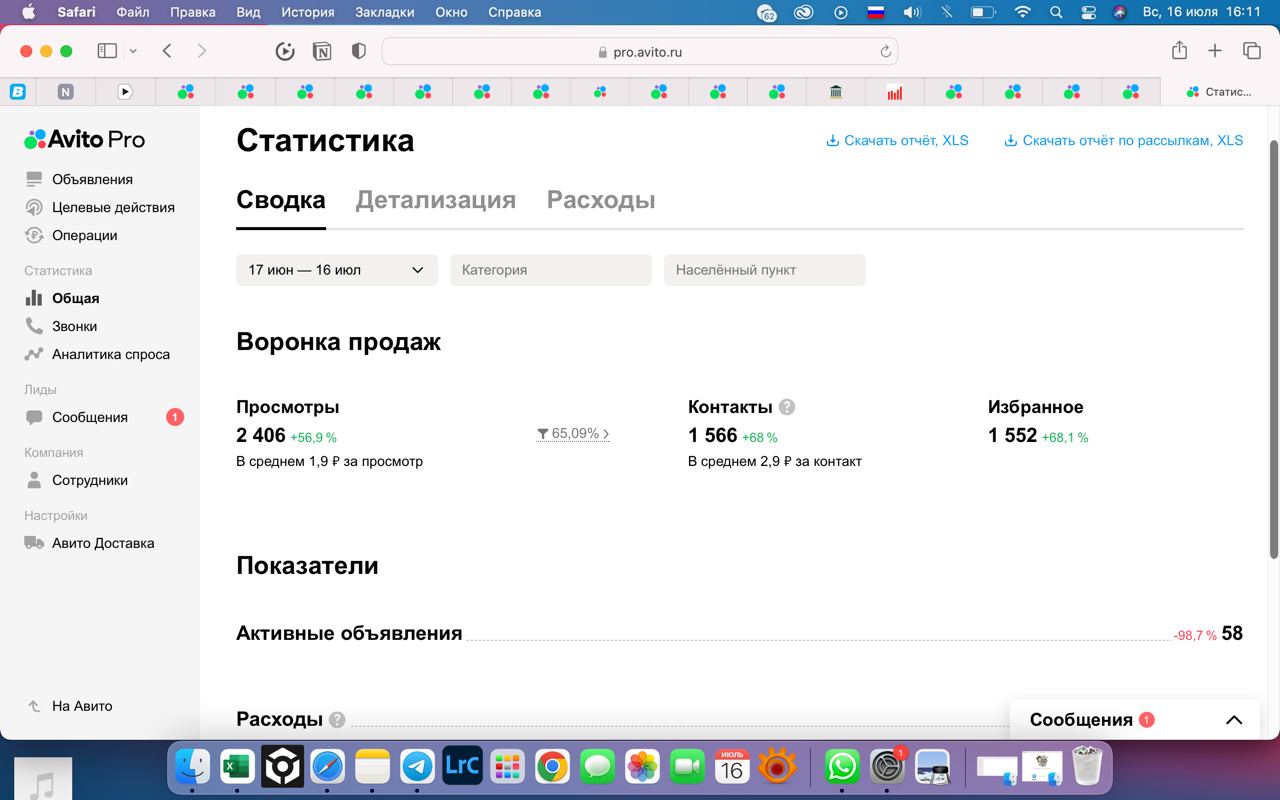 Safari Файл Правка Вид История Закладки Окно Справка 62 Вс, 16 июля 16:11
pro.avito.ru
B N Статис...
Avito Pro
Объявления
Целевые действия
Операции
Статистика
Общая
Звонки
Аналитика спроса
Лиды
Сообщения 1
Компания
Сотрудники
Настройки
Авито Доставка
На Авито
Статистика Скачать отчёт, XLS Скачать отчёт по рассылкам, XLS
Сводка Детализация Расходы
17 июн — 16 июл Категория Населённый пункт
Воронка продаж
Просмотры Контакты ? Избранное
2 406 +56,9 % 65,09% 1 566 +68 % 1 552 +68,1 %
В среднем 1,9 ₽ за просмотр В среднем 2,9 ₽ за контакт
Показатели
Активные объявления -98,7 % 58
Расходы ?
Сообщения 1
LrC ИЮЛЬ 16 1